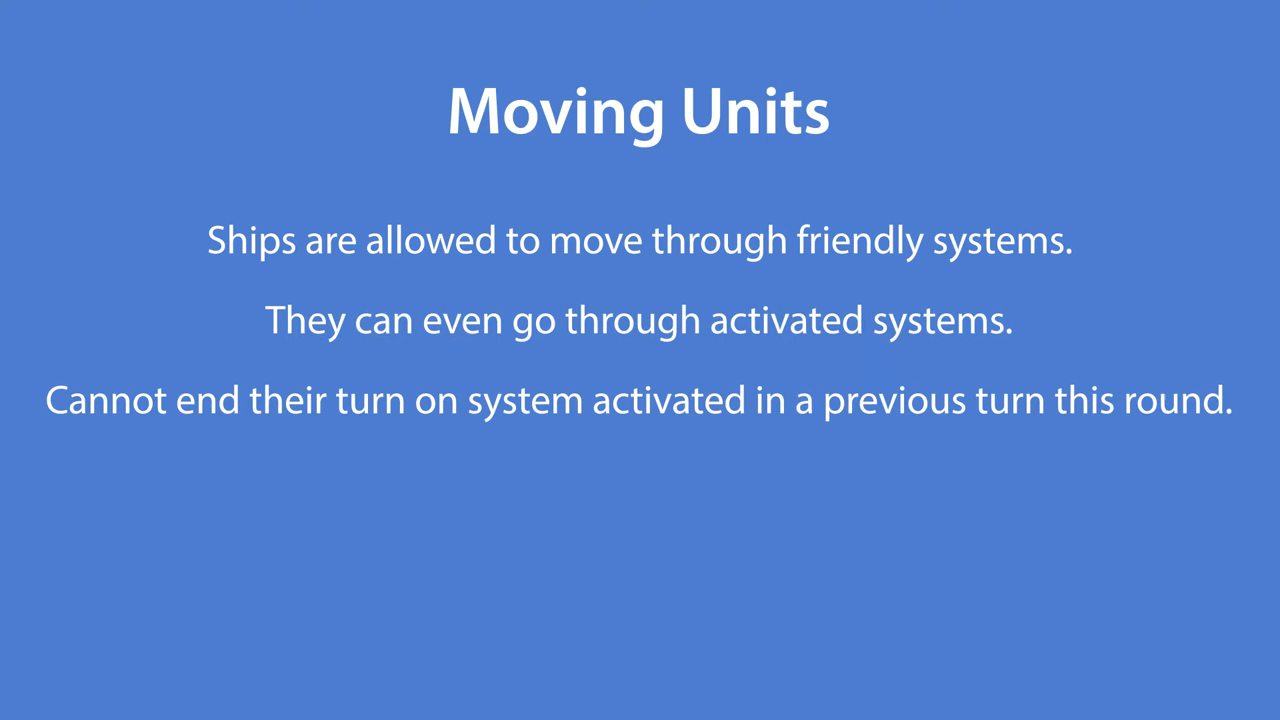 Moving Units
Ships are allowed to move through friendly systems.
They can even go through activated systems.
Cannot end their turn on system activated in a previous turn this round.